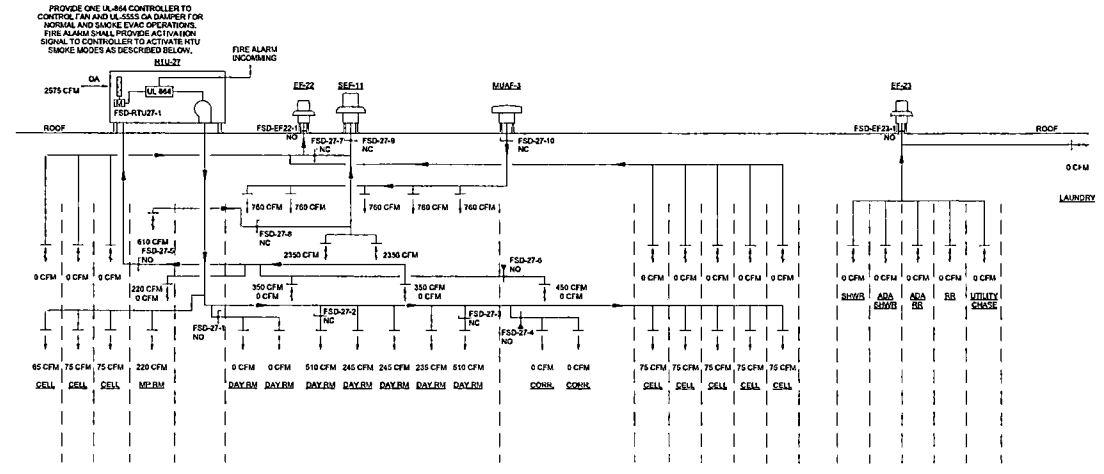 PROVIDE ONE UL-864 CONTROLLER TO
CONTROL FAN AND UL-555S OA DAMPER FOR
NORMAL AND SMOKE EVAC OPERATIONS.
FIRE ALARM SHALL PROVIDE ACTIVATION
SIGNAL TO CONTROLLER TO ACTIVATE RTU
SMOKE MODES AS DESCRIBED BELOW.
RTU-27
FIRE ALARM
INCOMMING
OA
2575 CFM
UL 864
M
FSD-RTU27-1
EF-22
SEF-11
MUAF-3
EF-23
ROOF
FSD-EF22-1
NO
FSD-27-7
NC
FSD-27-9
NC
FSD-27-10
NC
FSD-EF23-1
NO
ROOF
0 CFM
LAUNDRY
760 CFM
760 CFM
760 CFM
760 CFM
760 CFM
610 CFM
FSD-27-8
NC
FSD-27-5
NO
2350 CFM
2350 CFM
FSD-27-6
NO
0 CFM
0 CFM
0 CFM
220 CFM
0 CFM
350 CFM
0 CFM
350 CFM
0 CFM
450 CFM
0 CFM
0 CFM
0 CFM
0 CFM
0 CFM
0 CFM
0 CFM
0 CFM
0 CFM
0 CFM
0 CFM
SHWR
ADA
SHWR
ADA
RR
RR
UTILITY
CHASE
FSD-27-1
NO
FSD-27-2
NC
FSD-27-3
NC
FSD-27-4
NO
65 CFM
75 CFM
75 CFM
220 CFM
0 CFM
0 CFM
510 CFM
245 CFM
245 CFM
235 CFM
510 CFM
0 CFM
0 CFM
75 CFM
75 CFM
75 CFM
75 CFM
75 CFM
CELL
CELL
CELL
MP RM
DAY RM
DAY RM
DAY RM
DAY RM
DAY RM
DAY RM
DAY RM
CORR.
CORR.
CELL
CELL
CELL
CELL
CELL